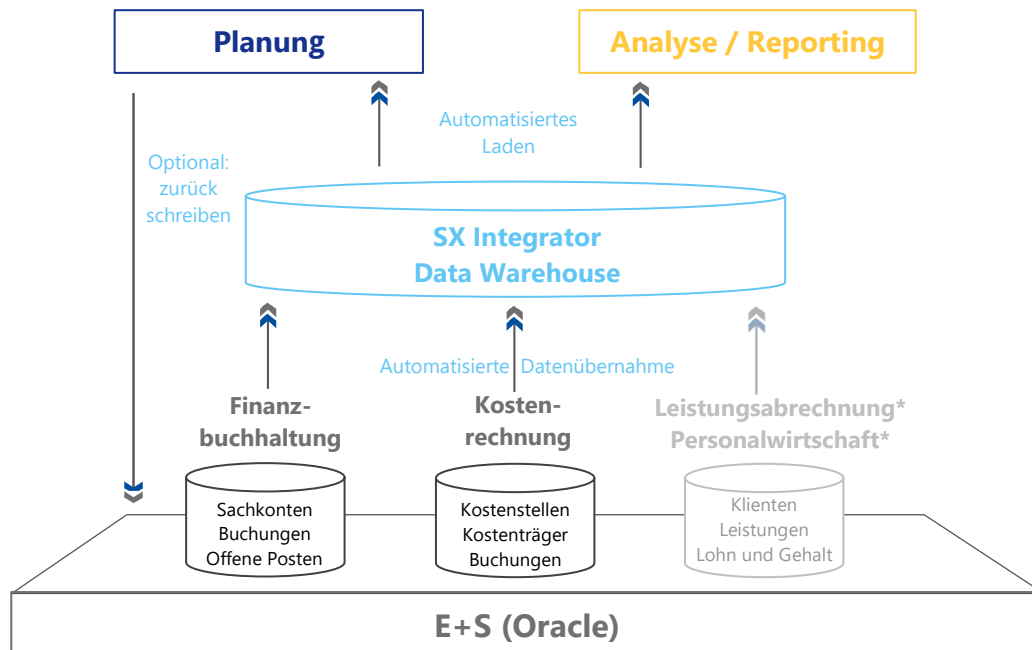 Planung
Analyse / Reporting
Automatisiertes
Laden
Optional:
zurück
schreiben
SX Integrator
Data Warehouse
Automatisierte Datenübernahme
Finanz-
buchhaltung
Kosten-
rechnung
Leistungsabrechnung*
Personalwirtschaft*
Sachkonten
Buchungen
Offene Posten
Kostenstellen
Kostenträger
Buchungen
Klienten
Leistungen
Lohn und Gehalt
E+S (Oracle)